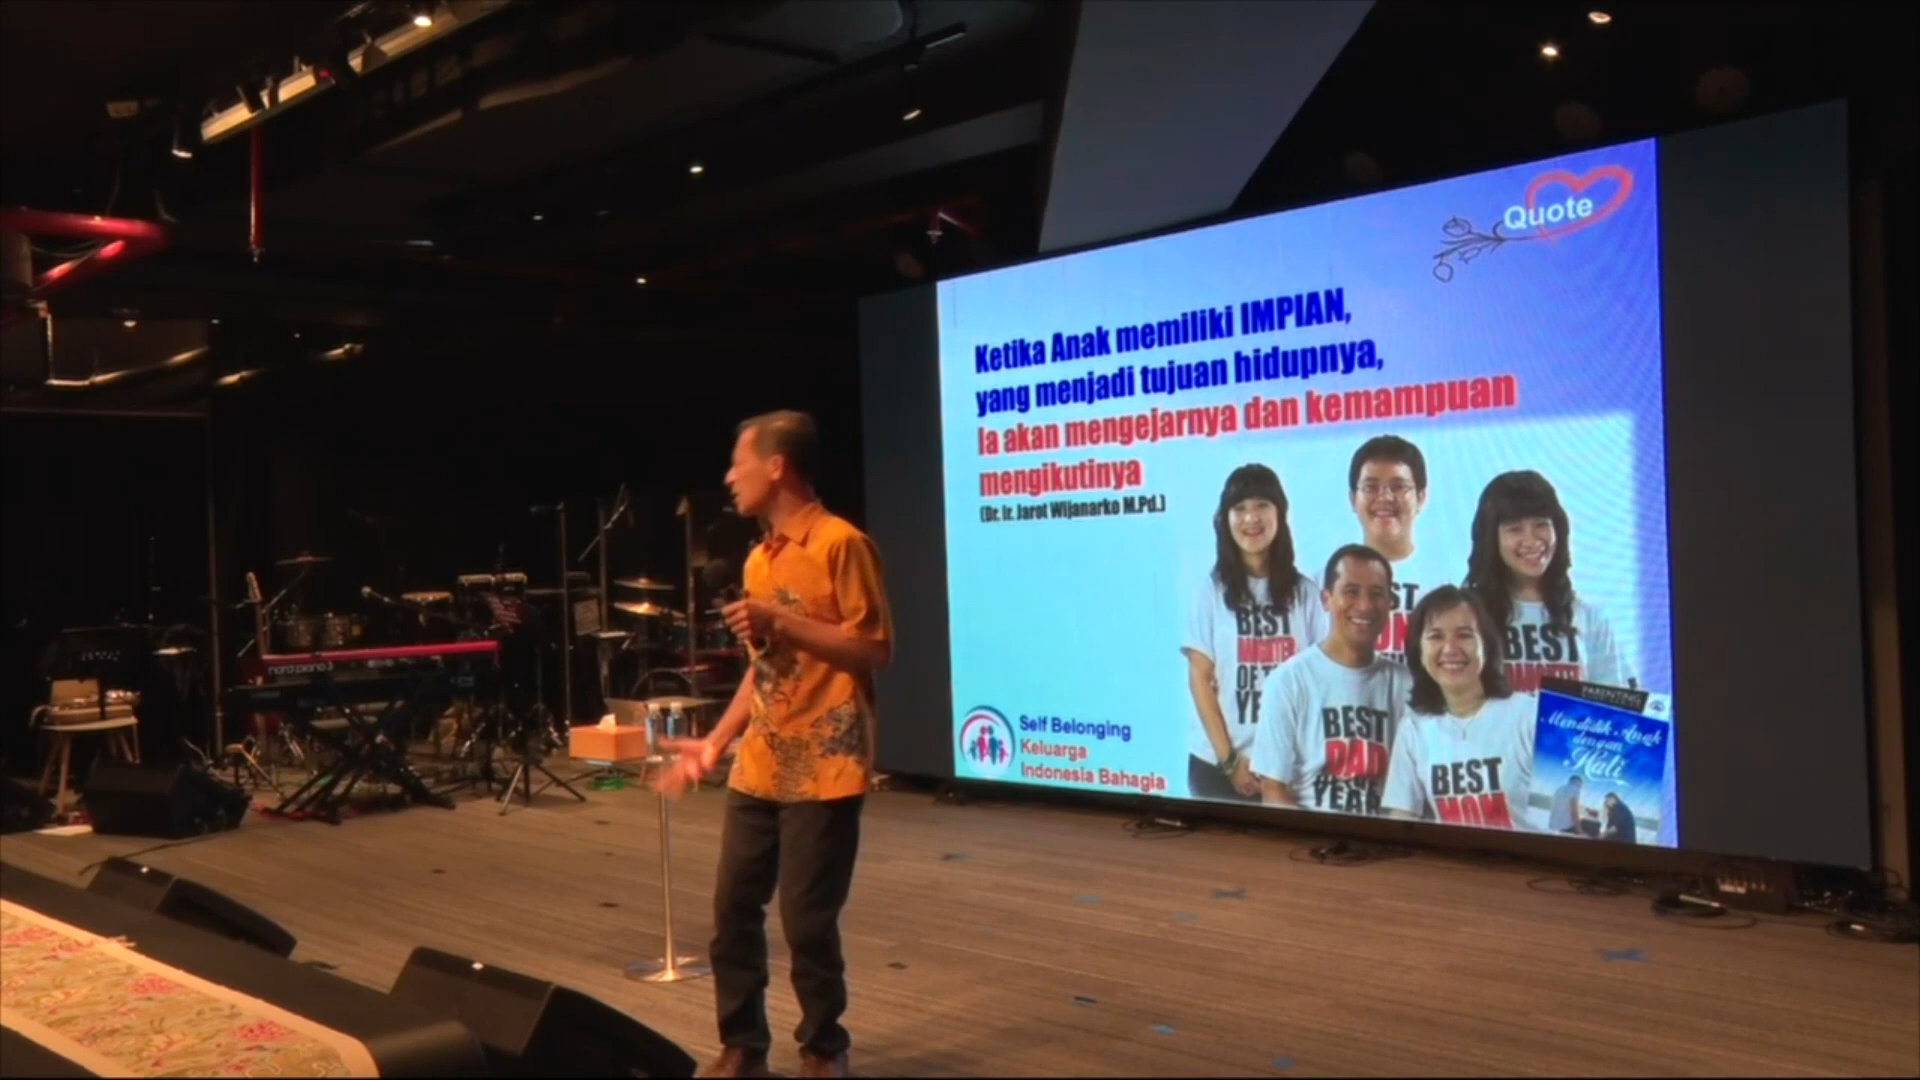 Quote
Ketika Anak memiliki IMPIAN,
yang menjadi tujuan hidupnya,
Ia akan mengejarnya dan kemampuan
mengikutinya
(Dr. Ir. Jarot Wijanarko M.Pd.)
BEST
DAUGHTER
BEST
BEST
DAD
YEAR
BEST
MOM
PARENTING
Mendidik Anak
dengan
Hati
Self Belonging
Keluarga
Indonesia Bahagia
nord piano 3